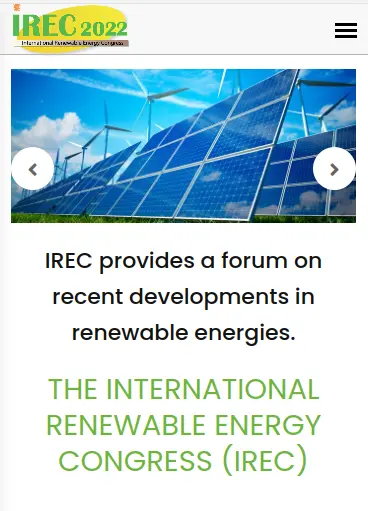 iREC 2022
International Renewable Energy Congress
IREC provides a forum on
recent developments in
renewable energies.
THE INTERNATIONAL
RENEWABLE ENERGY
CONGRESS (IREC)